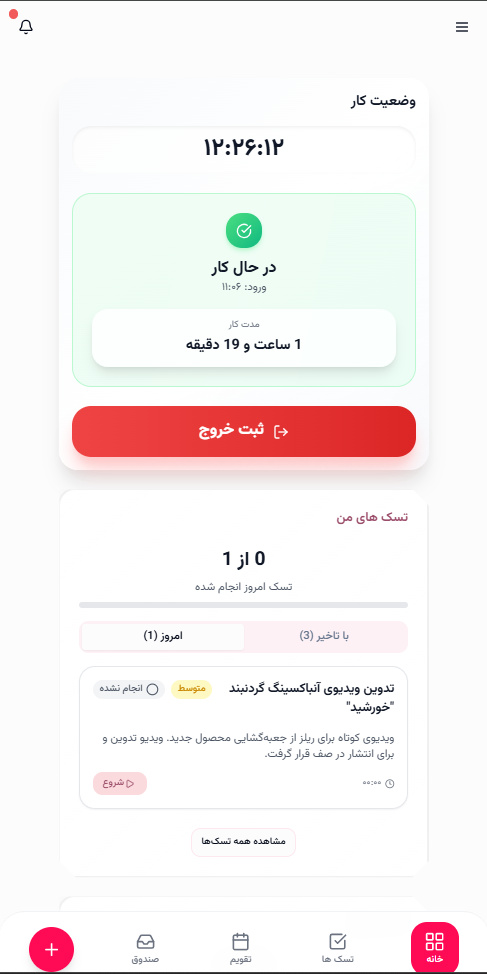 وضعیت کار
۱۲:۲۶:۱۲
در حال کار
ورود: ۱۱:۰۶
مدت کار
1 ساعت و 19 دقیقه
ثبت خروج
تسک های من
0 از 1
تسک امروز انجام شده
با تاخیر (3)
امروز (1)
تدوین ویدیوی آنباکسینگ گردنبند
"خورشید"
متوسط
انجام نشده
ویدیوی کوتاه برای ریلز از جعبه‌گشایی محصول جدید. ویدیو تدوین و
برای انتشار در صف قرار گرفت.
۰۰:۰۰
شروع
مشاهده همه تسک‌ها
خانه
تسک ها
تقویم
صندوق